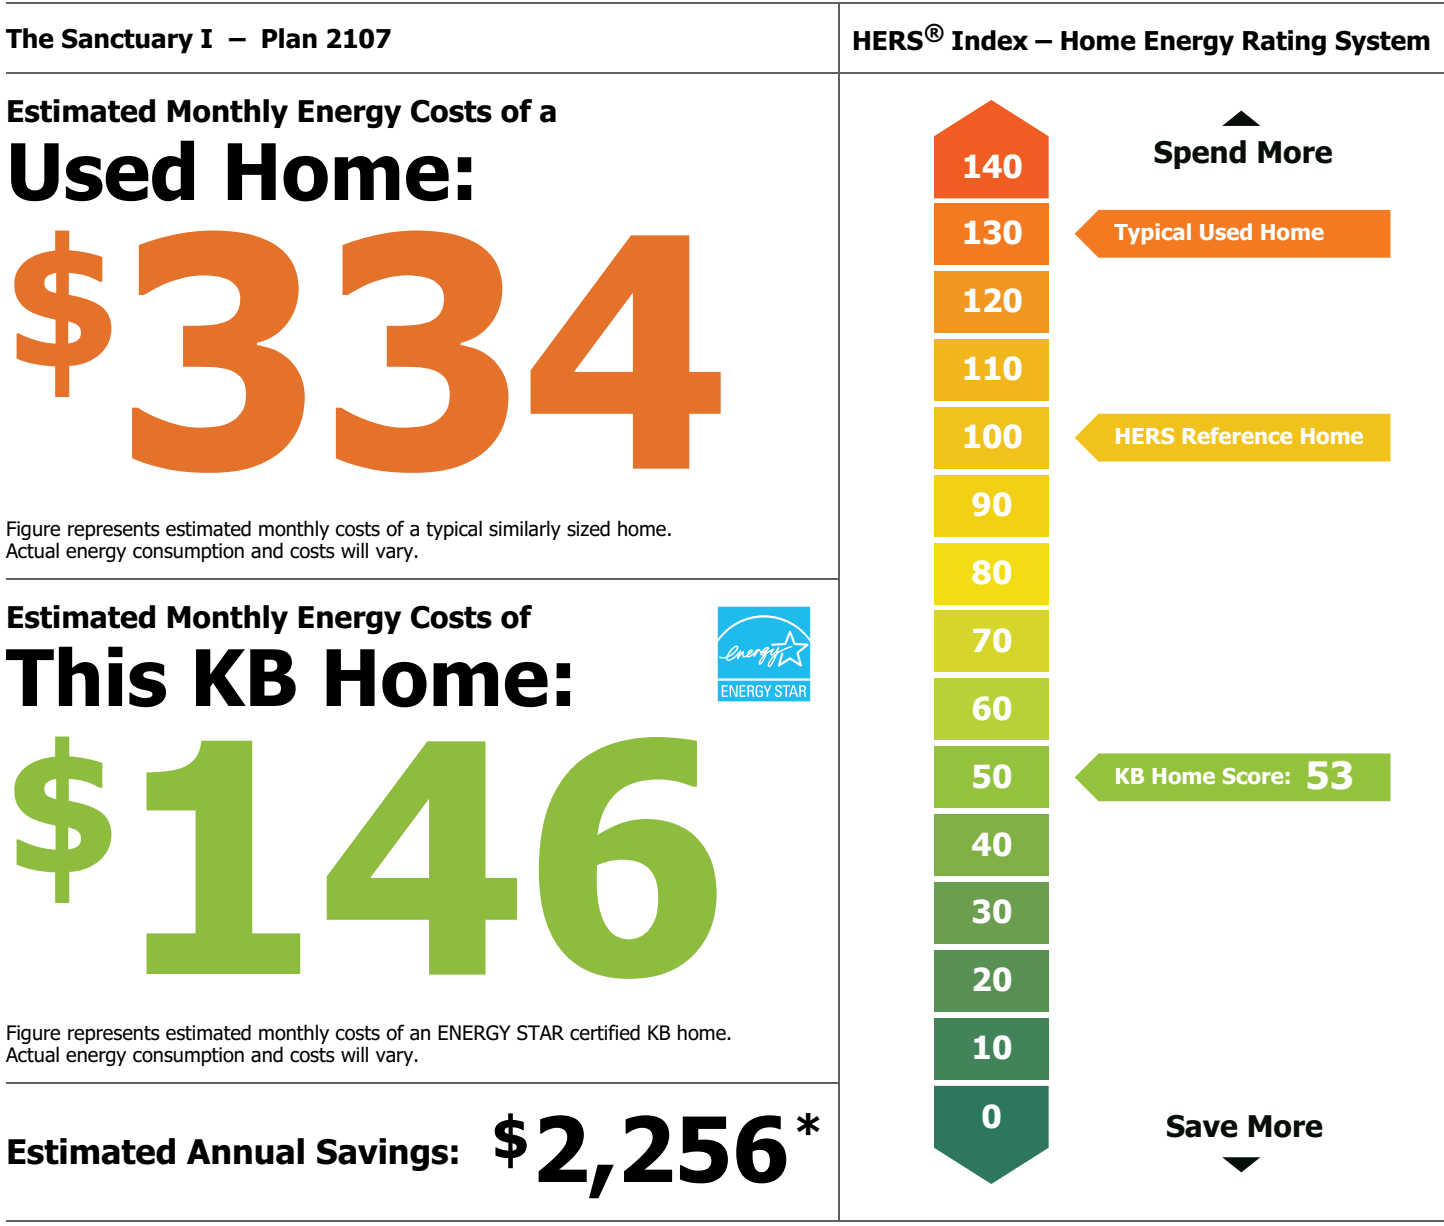 The Sanctuary I – Plan 2107
Estimated Monthly Energy Costs of a
Used Home:
$334
Figure represents estimated monthly costs of a typical similarly sized home.
Actual energy consumption and costs will vary.
Estimated Monthly Energy Costs of
This KB Home:
energy
ENERGY STAR
$146
Figure represents estimated monthly costs of an ENERGY STAR certified KB home.
Actual energy consumption and costs will vary.
Estimated Annual Savings: $2,256*
HERS® Index – Home Energy Rating System
Spend More
140
130 Typical Used Home
120
110
100 HERS Reference Home
90
80
70
60
50 KB Home Score: 53
40
30
20
10
0
Save More